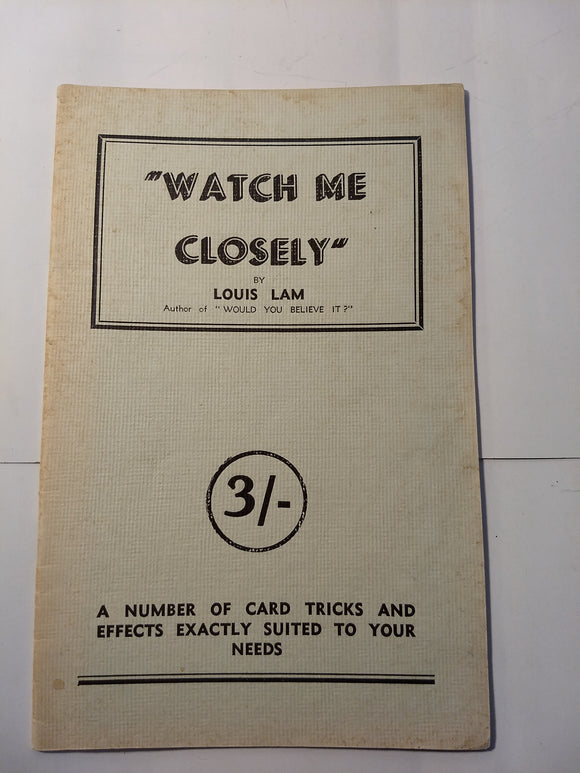 "WATCH ME
CLOSELY"
BY
LOUIS LAM
Author of "WOULD YOU BELIEVE IT?"
3/-
A NUMBER OF CARD TRICKS AND
EFFECTS EXACTLY SUITED TO YOUR
NEEDS